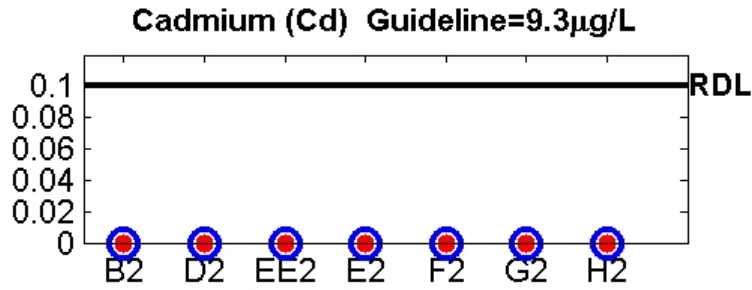 Cadmium (Cd) Guideline=9.3μg/L
0.1
RDL
0.08
0.06
0.04
0.02
0
B2 D2 EE2 E2 F2 G2 H2